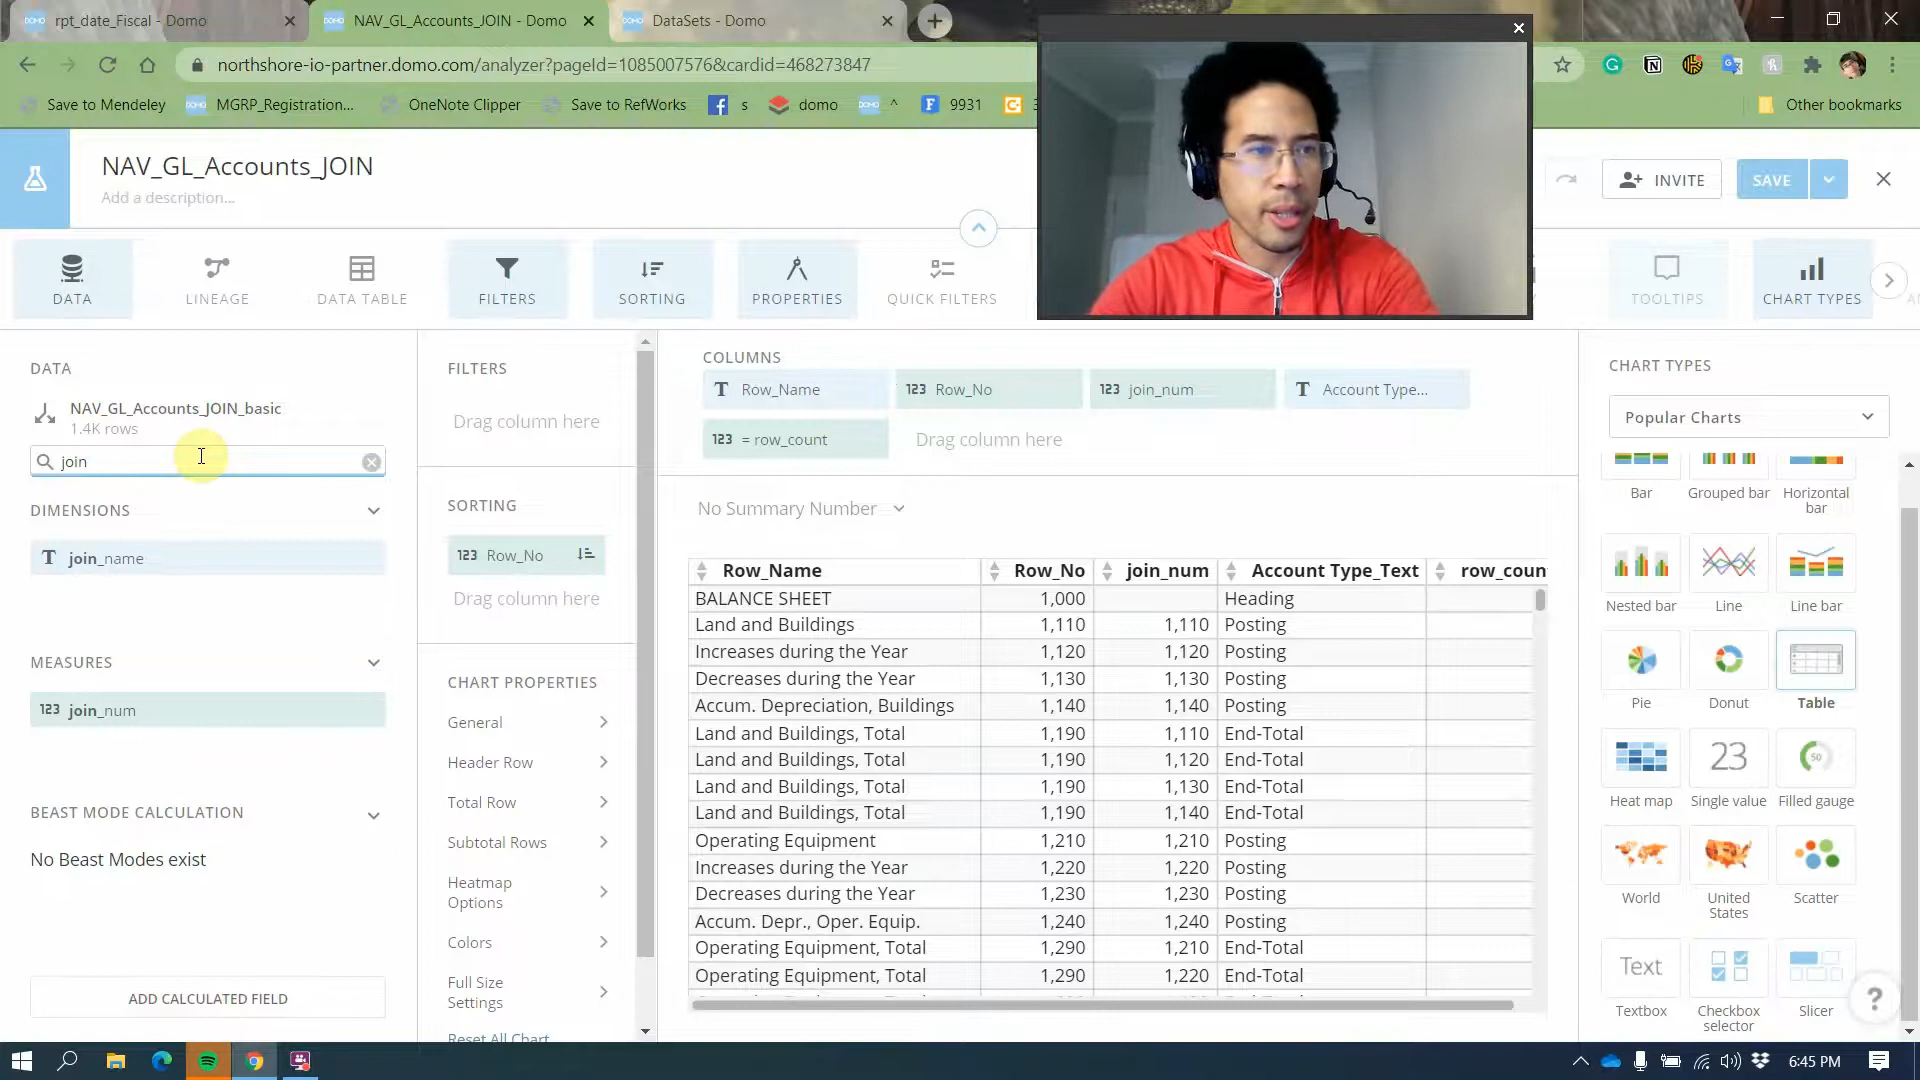 rpt_date_Fiscal - Domo
NAV_GL_Accounts_JOIN - Domo
DataSets - Domo
northshore-io-partner.domo.com/analyzer?pageId=1085007576&cardid=468273847
Save to Mendeley
MGRP_Registration...
OneNote Clipper
Save to RefWorks
s
domo
^
9931
3
Other bookmarks
NAV_GL_Accounts_JOIN
Add a description...
INVITE
SAVE
DATA
LINEAGE
DATA TABLE
FILTERS
SORTING
PROPERTIES
QUICK FILTERS
TOOLTIPS
CHART TYPES
DATA
NAV_GL_Accounts_JOIN_basic
1.4K rows
join
DIMENSIONS
T join_name
MEASURES
123 join_num
BEAST MODE CALCULATION
No Beast Modes exist
ADD CALCULATED FIELD
FILTERS
Drag column here
SORTING
123 Row_No
Drag column here
CHART PROPERTIES
General
Header Row
Total Row
Subtotal Rows
Heatmap
Options
Colors
Full Size
Settings
Reset All Chart
COLUMNS
T Row_Name 123 Row_No 123 join_num T Account Type...
123 = row_count Drag column here
No Summary Number
Row_Name Row_No join_num Account Type_Text row_coun
BALANCE SHEET 1,000 Heading
Land and Buildings 1,110 1,110 Posting
Increases during the Year 1,120 1,120 Posting
Decreases during the Year 1,130 1,130 Posting
Accum. Depreciation, Buildings 1,140 1,140 Posting
Land and Buildings, Total 1,190 1,110 End-Total
Land and Buildings, Total 1,190 1,120 End-Total
Land and Buildings, Total 1,190 1,130 End-Total
Land and Buildings, Total 1,190 1,140 End-Total
Operating Equipment 1,210 1,210 Posting
Increases during the Year 1,220 1,220 Posting
Decreases during the Year 1,230 1,230 Posting
Accum. Depr., Oper. Equip. 1,240 1,240 Posting
Operating Equipment, Total 1,290 1,210 End-Total
Operating Equipment, Total 1,290 1,220 End-Total
CHART TYPES
Popular Charts
Bar
Grouped bar
Horizontal
bar
Nested bar
Line
Line bar
Pie
Donut
Table
23
50
Heat map
Single value
Filled gauge
World
United
States
Scatter
Text
Textbox
Checkbox
selector
Slicer
?
6:45 PM